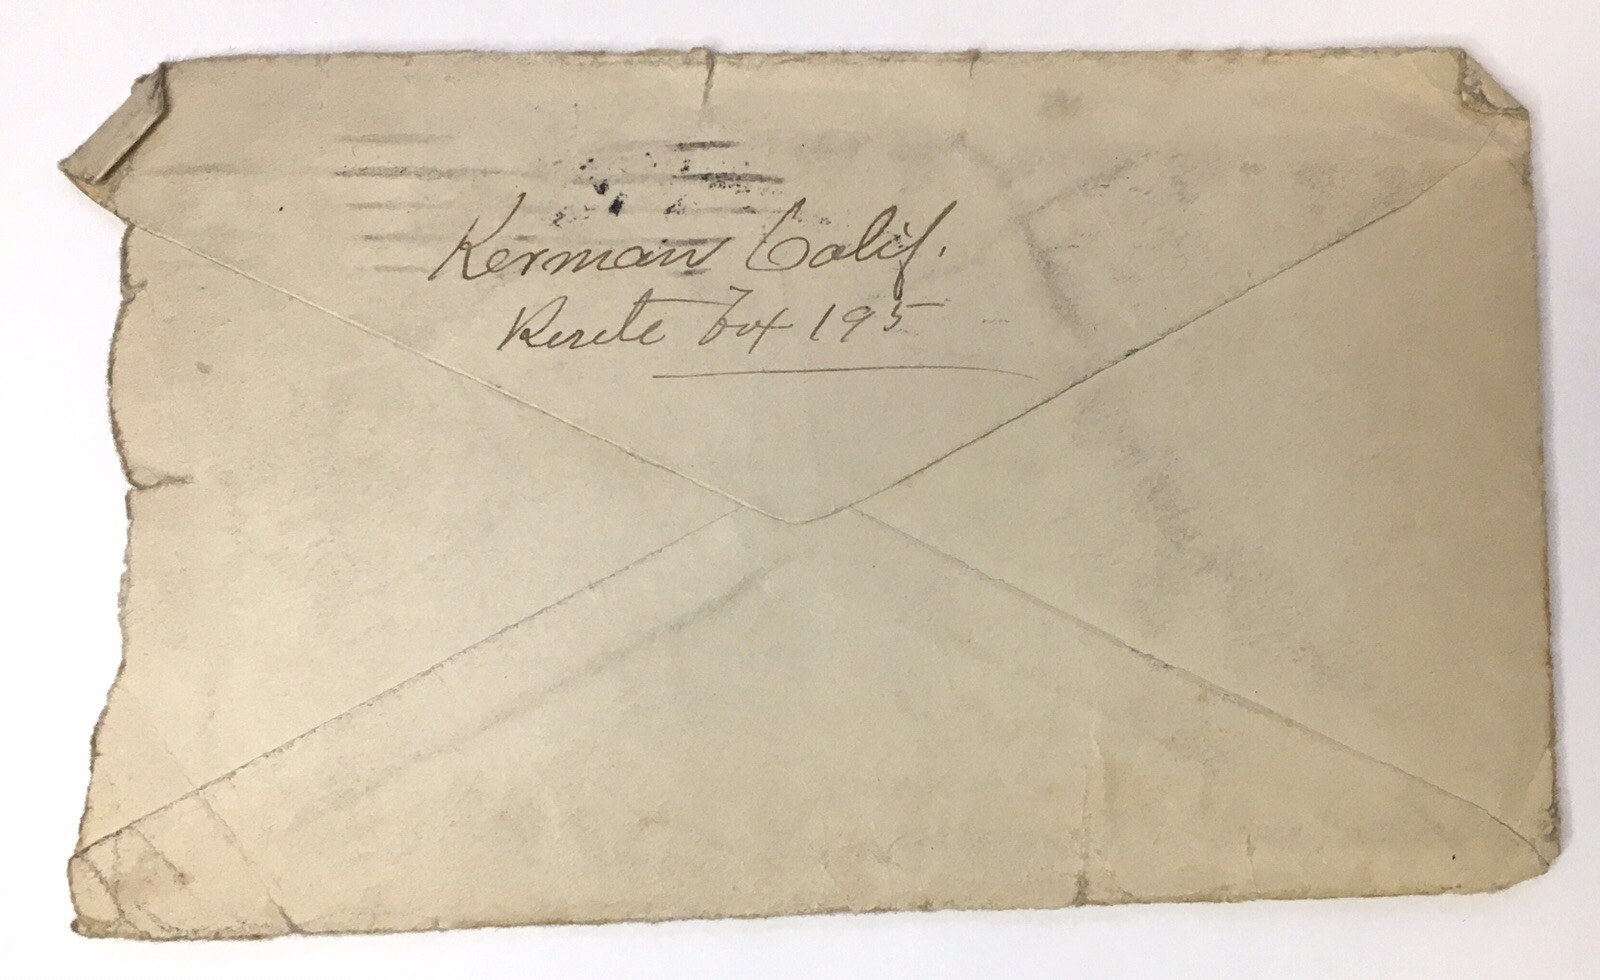 Kerman Calif.
Route Box 195